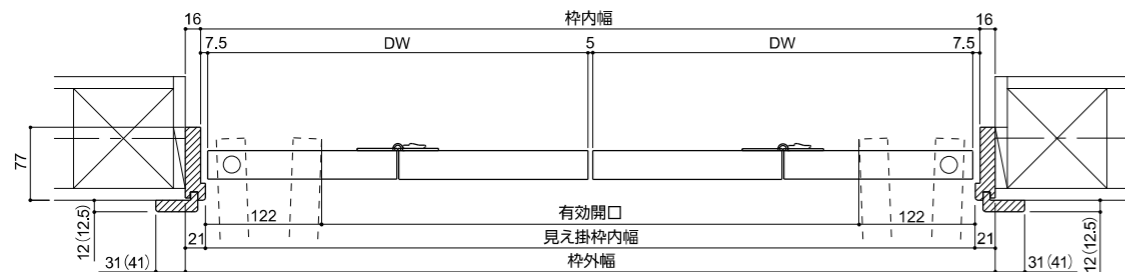 16 枠内幅 16
7.5 DW 5 DW 7.5
77
122 有効開口 122
21 見え掛枠内幅 21
12(12.5) 31(41) 枠外幅 31(41) 12(12.5)